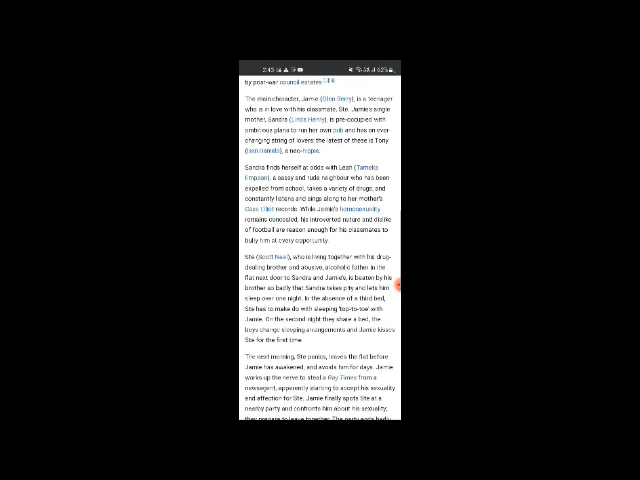 2:43
62%
by post-war council estates.
The main character, Jamie (Glen Berry), is a teenager
who is in love with his classmate, Ste. Jamie's single
mother, Sandra (Linda Henry), is pre-occupied with
ambitious plans to run her own pub and has an ever-
changing string of lovers; the latest of these is Tony
(Ben Daniels), a neo-hippie.
Sandra finds herself at odds with Leah (Tameka
Empson), a sassy and rude neighbour who has been
expelled from school, takes a variety of drugs, and
constantly listens and sings along to her mother's
Cass Elliot records. While Jamie's homosexuality
remains concealed, his introverted nature and dislike
of football are reason enough for his classmates to
bully him at every opportunity.
Ste (Scott Neal), who is living together with his drug-
dealing brother and abusive, alcoholic father in the
flat next door to Sandra and Jamie's, is beaten by his
brother so badly that Sandra takes pity and lets him
sleep over one night. In the absence of a third bed,
Ste has to make do with sleeping 'top-to-toe' with
Jamie. On the second night they share a bed, the
boys change sleeping arrangements and Jamie kisses
Ste for the first time.
The next morning, Ste panics, leaves the flat before
Jamie has awakened, and avoids him for days. Jamie
works up the nerve to steal a Gay Times from a
newsagent, apparently starting to accept his sexuality
and affection for Ste. Jamie finally spots Ste at a
nearby party and confronts him about his sexuality;
they prepare to leave together. The party ends badly